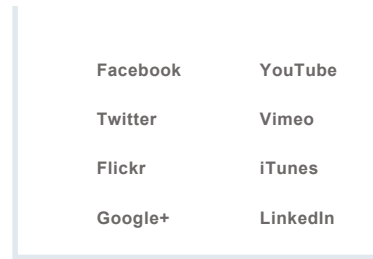 Facebook YouTube
Twitter Vimeo
Flickr iTunes
Google+ LinkedIn